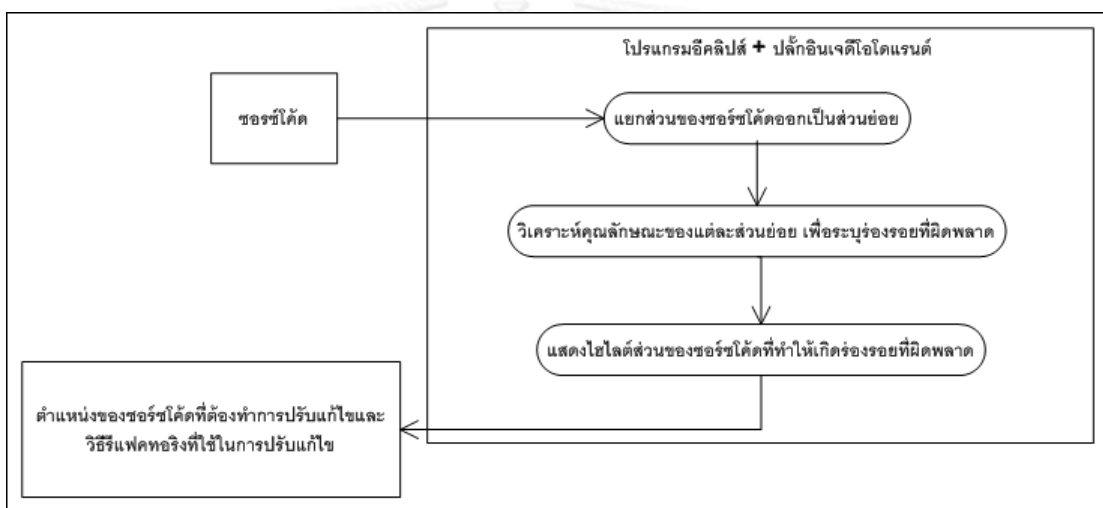 โปรแกรมอีคลิปส์ + ปลั๊กอินเจดีโอโดแรนต์
ซอรซ์โค้ด
แยกส่วนของซอร์ซโค้ดออกเป็นส่วนย่อย
วิเคราะห์คุณลักษณะของแต่ละส่วนย่อย เพื่อระบุร่องรอยที่ผิดพลาด
แสดงไฮไลต์ส่วนของซอร์ซโค้ดที่ทำให้เกิดร่องรอยที่ผิดพลาด
ตำแหน่งของซอร์ซโค้ดที่ต้องทำการปรับแก้ไขและ
วิธีรีแฟคทอริงที่ใช้ในการปรับแก้ไข